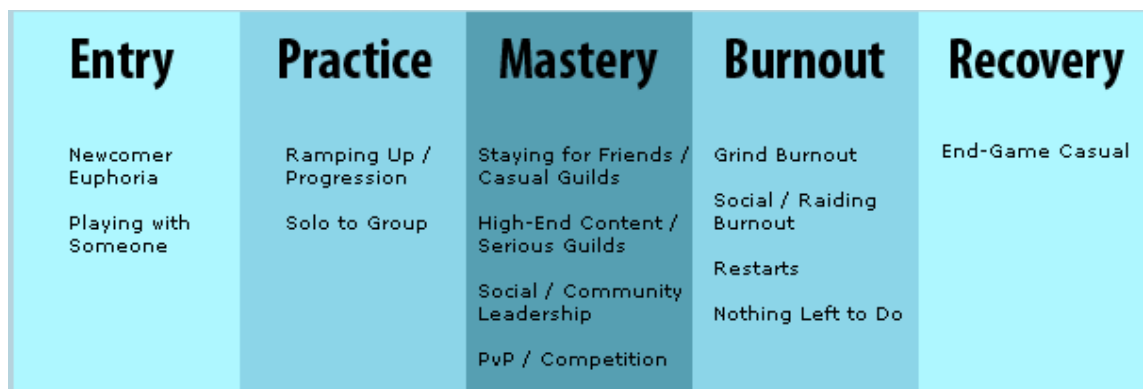 Entry
Newcomer
Euphoria
Playing with
Someone
Practice
Ramping Up /
Progression
Solo to Group
Mastery
Staying for Friends /
Casual Guilds
High-End Content /
Serious Guilds
Social / Community
Leadership
PvP / Competition
Burnout
Grind Burnout
Social / Raiding
Burnout
Restarts
Nothing Left to Do
Recovery
End-Game Casual